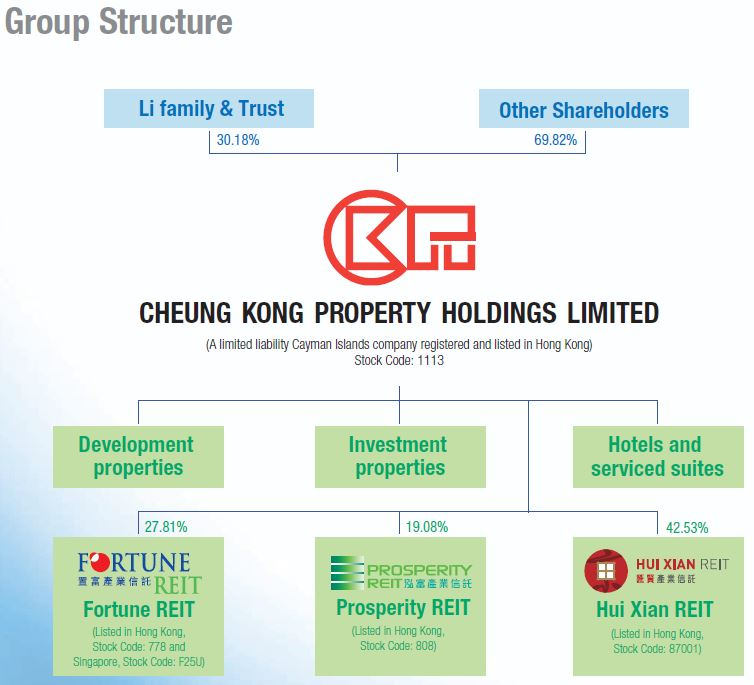 Group Structure
Li family & Trust
Other Shareholders
30.18%
69.82%
CHEUNG KONG PROPERTY HOLDINGS LIMITED
(A limited liability Cayman Islands company registered and listed in Hong Kong)
Stock Code: 1113
Development
properties
Investment
properties
Hotels and
serviced suites
27.81%
19.08%
42.53%
FORTUNE
置富產業信託 REIT
Fortune REIT
(Listed in Hong Kong,
Stock Code: 778 and
Singapore, Stock Code: F25U)
PROSPERITY
REIT 泓富產業信託
Prosperity REIT
(Listed in Hong Kong,
Stock Code: 808)
HUI XIAN REIT
匯賢產業信託
Hui Xian REIT
(Listed in Hong Kong,
Stock Code: 87001)